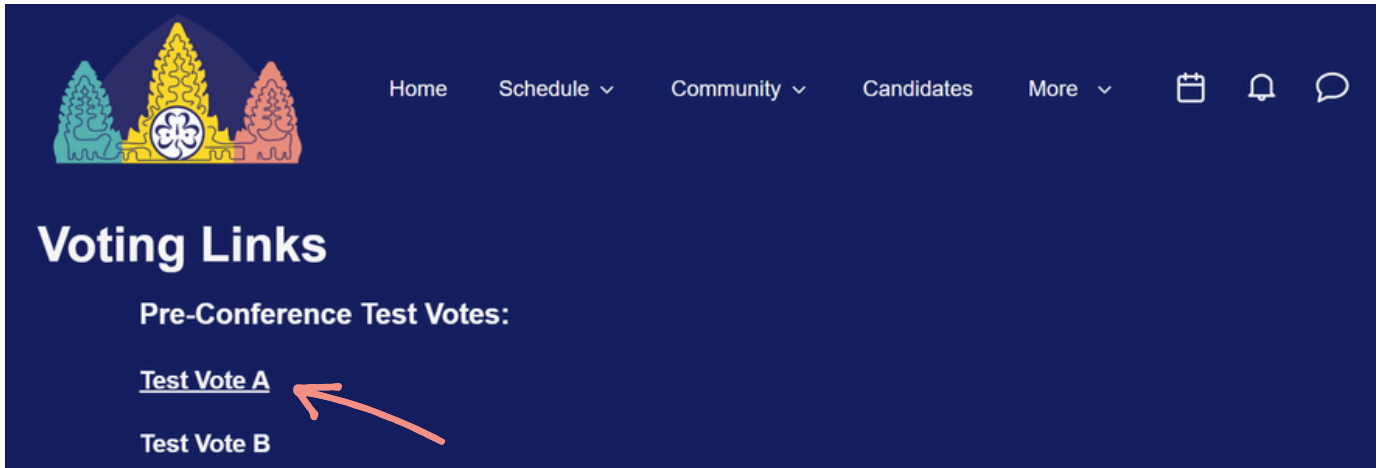 Home Schedule Community Candidates More
Voting Links
Pre-Conference Test Votes:
Test Vote A
Test Vote B